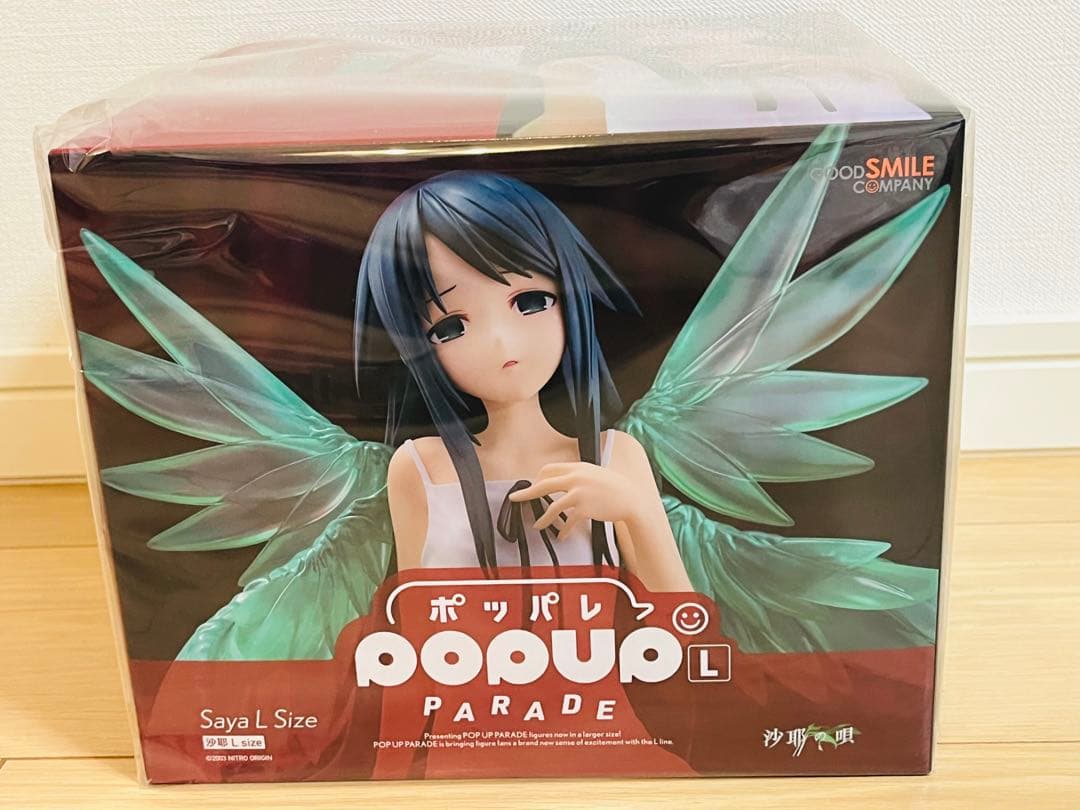 GOOD SMILE
COMPANY
ポッパレ
POPUP L
PARADE
Presenting POP UP PARADE figures now in a larger size!
POP UP PARADE is bringing figure fans a brand new sense of excitement with the L line.
Saya L Size
沙耶 L size
©2003 NITRO ORIGIN
沙耶の唄